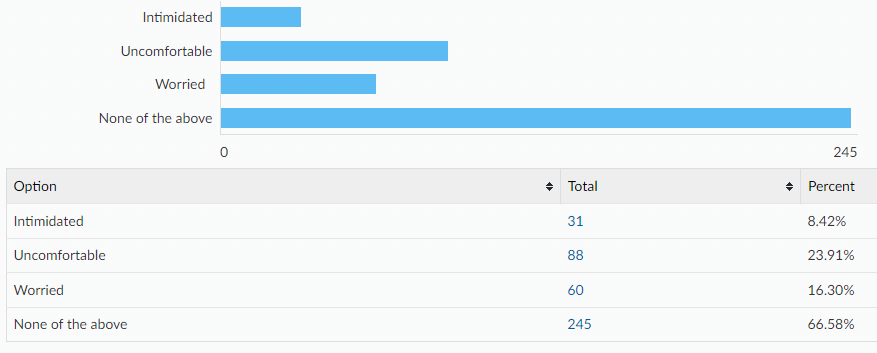 Intimidated
Uncomfortable
Worried
None of the above
0 245
Option Total Percent
Intimidated 31 8.42%
Uncomfortable 88 23.91%
Worried 60 16.30%
None of the above 245 66.58%